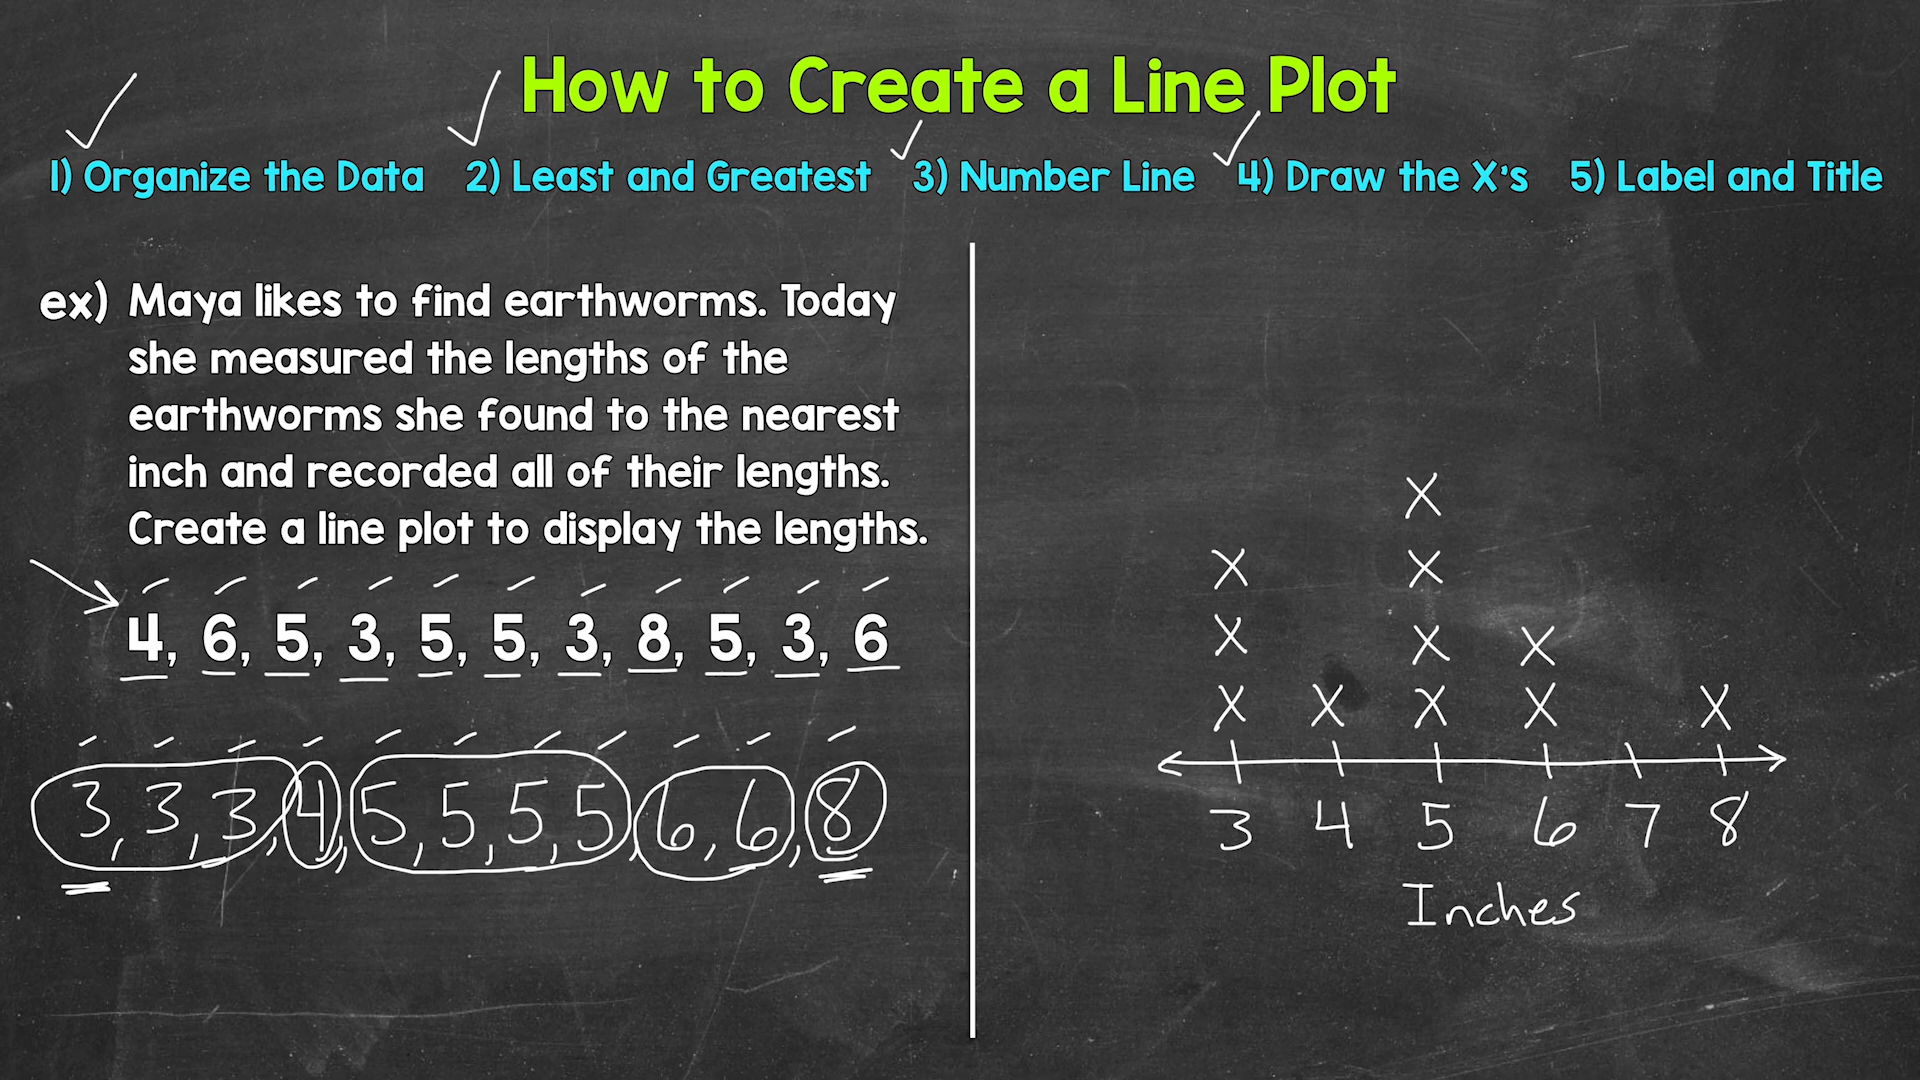 How to Create a Line Plot
1) Organize the Data 2) Least and Greatest 3) Number Line 4) Draw the X's 5) Label and Title
ex) Maya likes to find earthworms. Today
she measured the lengths of the
earthworms she found to the nearest
inch and recorded all of their lengths.
Create a line plot to display the lengths.
4, 6, 5, 3, 5, 5, 3, 8, 5, 3, 6
3, 3, 3, 4, 5, 5, 5, 5, 6, 6, 8
X
X X
X X X
X X X X X
3 4 5 6 7 8
Inches